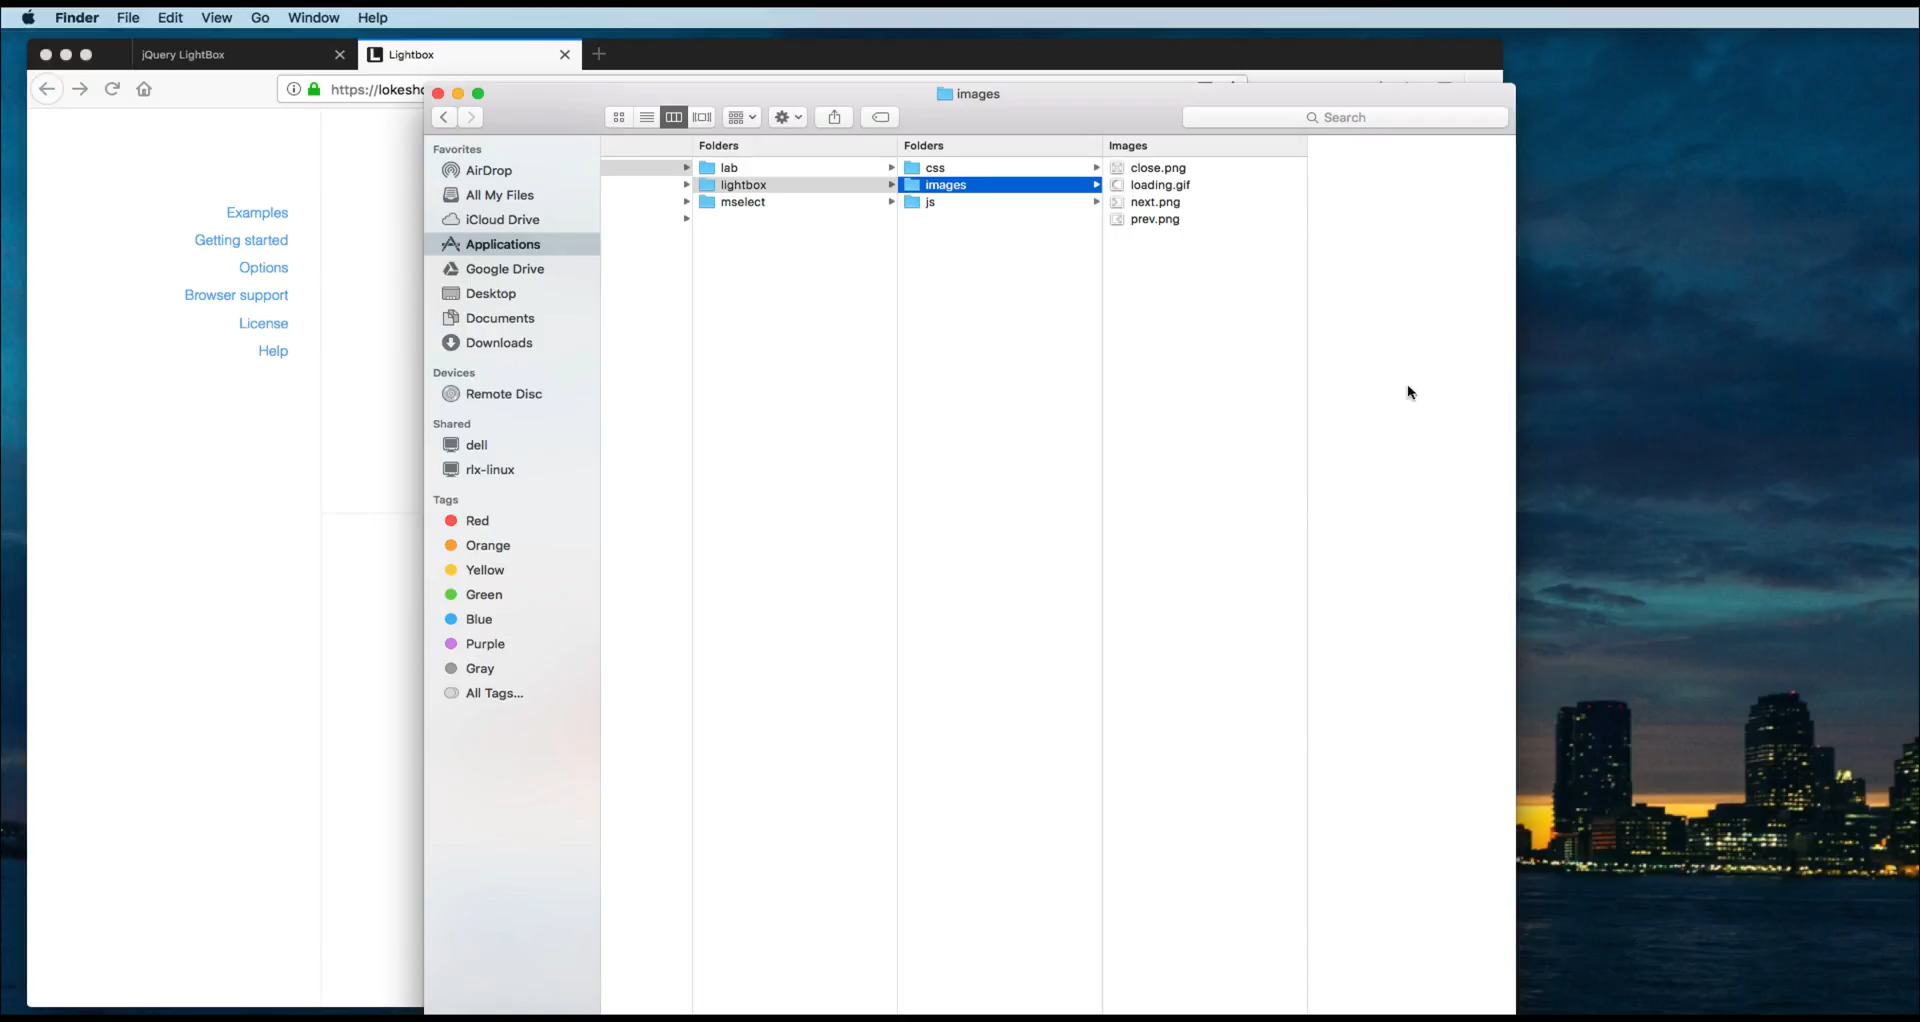 Finder File Edit View Go Window Help
jQuery LightBox
Lightbox
https://lokesh
images
Search
Examples
Getting started
Options
Browser support
License
Help
Favorites
AirDrop
All My Files
iCloud Drive
Applications
Google Drive
Desktop
Documents
Downloads
Devices
Remote Disc
Shared
dell
rlx-linux
Tags
Red
Orange
Yellow
Green
Blue
Purple
Gray
All Tags...
Folders
lab
lightbox
mselect
Folders
css
images
js
Images
close.png
loading.gif
next.png
prev.png